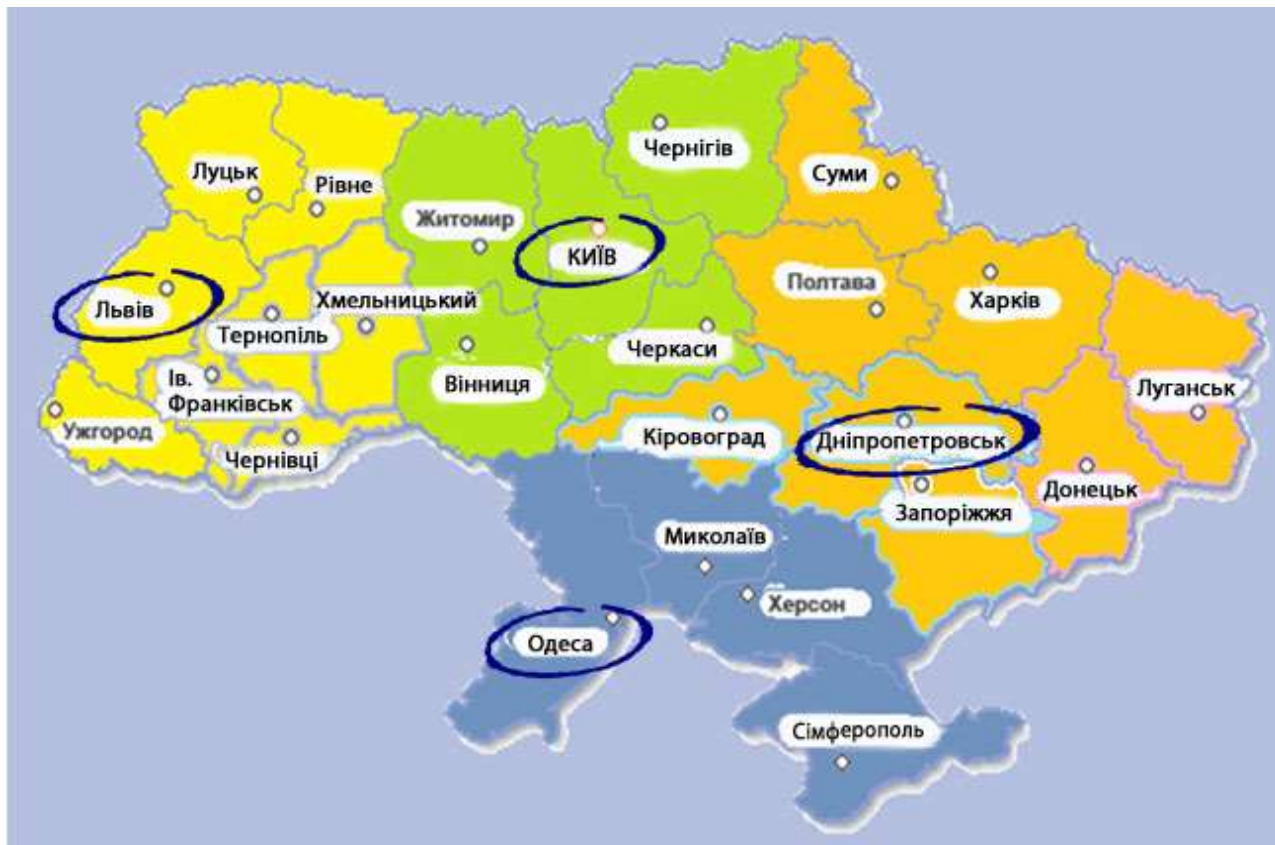 Чернігів
Луцьк
Рівне
Суми
Житомир
КИЇВ
Львів
Хмельницький
Полтава
Харків
Тернопіль
Черкаси
Вінниця
Ів.
Франківськ
Луганськ
Ужгород
Чернівці
Кіровоград
Дніпропетровськ
Донецьк
Запоріжжя
Миколаїв
Херсон
Одеса
Сімферополь